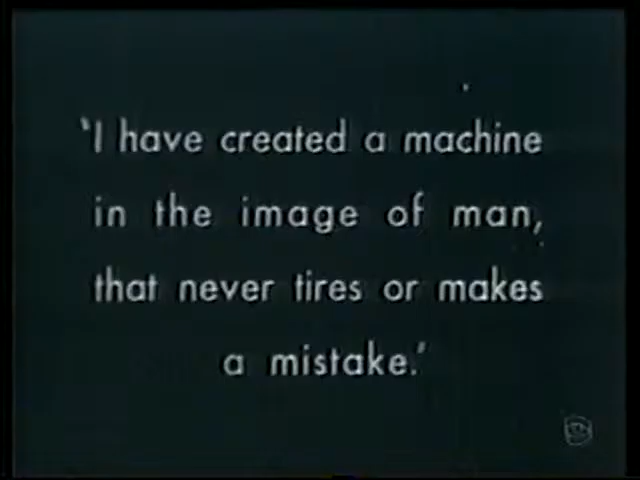 ‘I have created a machine
in the image of man,
that never tires or makes
a mistake.’